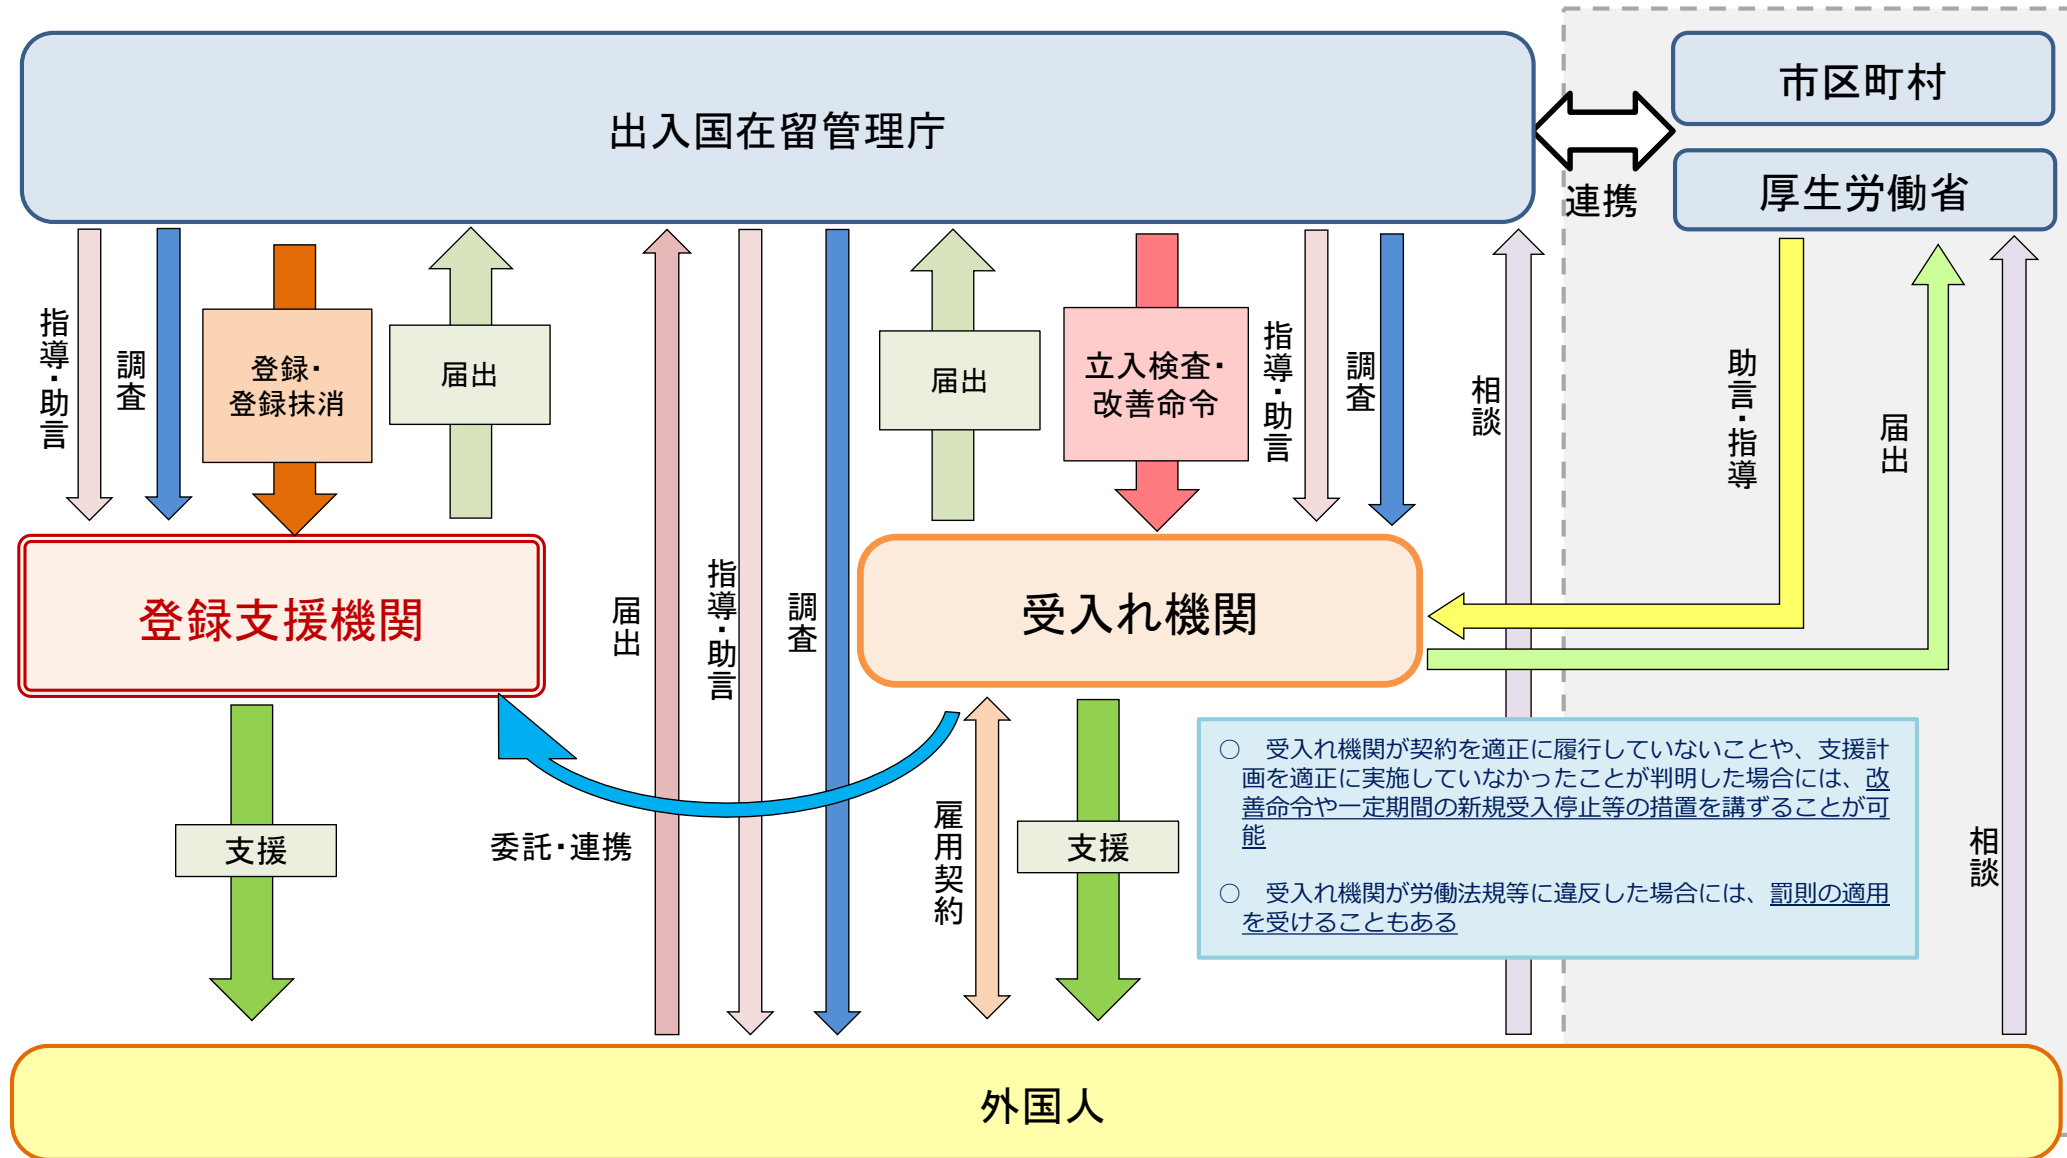 出入国在留管理庁
市区町村
厚生労働省
連携
指導・助言
調査
登録・
登録抹消
届出
届出
立入検査・
改善命令
指導・助言
調査
相談
助言・指導
届出
登録支援機関
届出
指導・助言
調査
受入れ機関
支援
委託・連携
雇用契約
支援
○　受入れ機関が契約を適正に履行していないことや、支援計
画を適正に実施していなかったことが判明した場合には、改
善命令や一定期間の新規受入停止等の措置を講ずることが可
能
○　受入れ機関が労働法規等に違反した場合には、罰則の適用
を受けることもある
相談
外国人